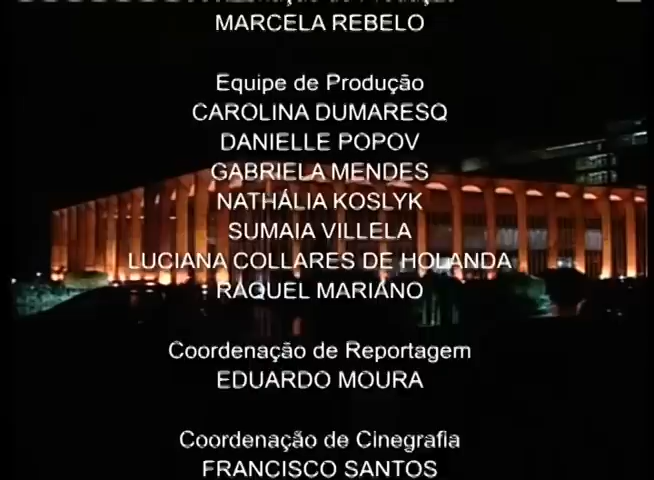 MARCELA REBELO
Equipe de Produção
CAROLINA DUMARESQ
DANIELLE POPOV
GABRIELA MENDES
NATHÁLIA KOSLYK
SUMAIA VILLELA
LUCIANA COLLARES DE HOLANDA
RAQUEL MARIANO
Coordenação de Reportagem
EDUARDO MOURA
Coordenação de Cinegrafia
FRANCISCO SANTOS